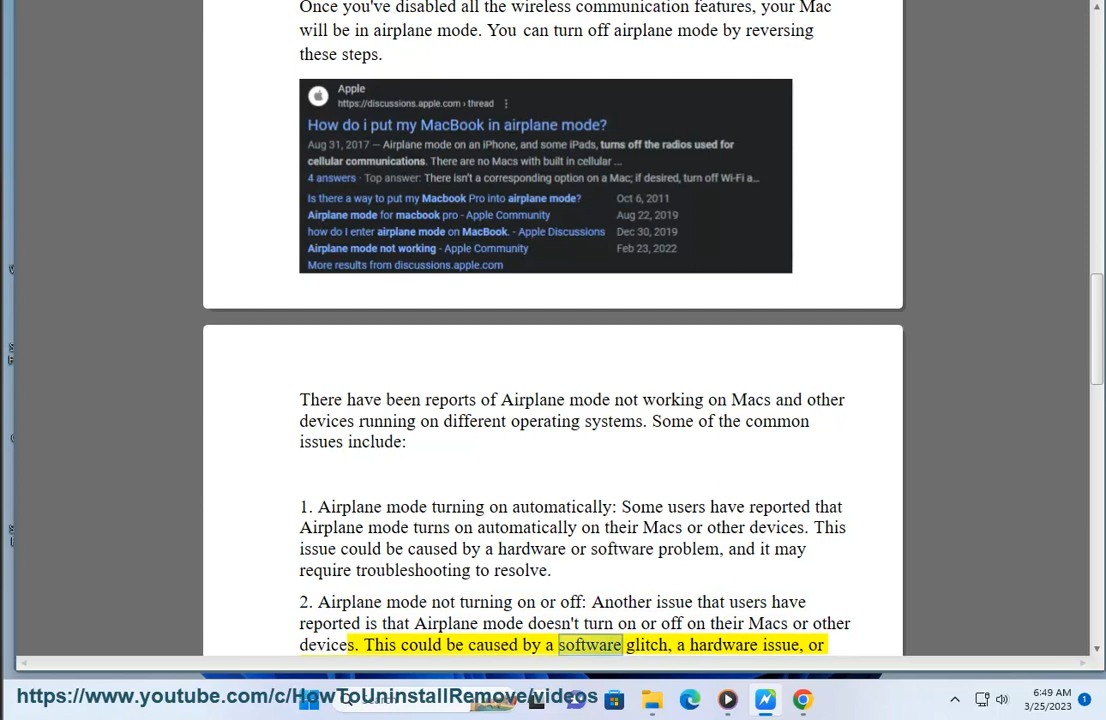 Once you've disabled all the wireless communication features, your Mac
will be in airplane mode. You can turn off airplane mode by reversing
these steps.
Apple
https://discussions.apple.com › thread
How do i put my MacBook in airplane mode?
Aug 31, 2017 — Airplane mode on an iPhone, and some iPads, turns off the radios used for
cellular communications. There are no Macs with built in cellular ...
4 answers · Top answer: There isn't a corresponding option on a Mac; if desired, turn off Wi-Fi a...
Is there a way to put my Macbook Pro into airplane mode? Oct 6, 2011
Airplane mode for macbook pro - Apple Community Aug 22, 2019
how do I enter airplane mode on MacBook. - Apple Discussions Dec 30, 2019
Airplane mode not working - Apple Community Feb 23, 2022
More results from discussions.apple.com
There have been reports of Airplane mode not working on Macs and other
devices running on different operating systems. Some of the common
issues include:
1. Airplane mode turning on automatically: Some users have reported that
Airplane mode turns on automatically on their Macs or other devices. This
issue could be caused by a hardware or software problem, and it may
require troubleshooting to resolve.
2. Airplane mode not turning on or off: Another issue that users have
reported is that Airplane mode doesn't turn on or off on their Macs or other
devices. This could be caused by a software glitch, a hardware issue, or
https://www.youtube.com/c/HowToUninstallRemove/videos
6:49 AM
3/25/2023
1